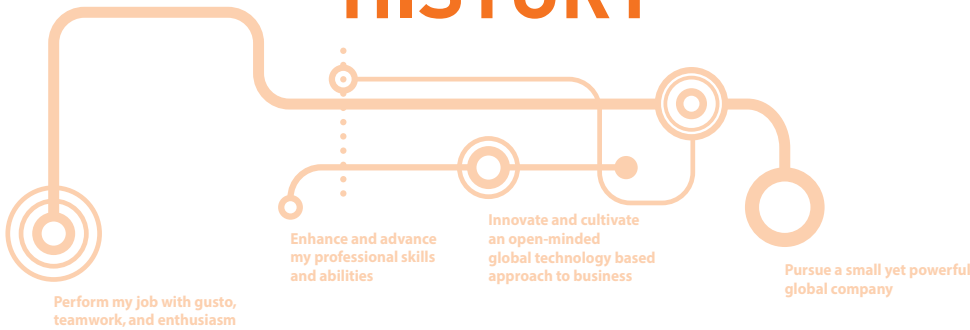 HISTORY
Enhance and advance
my professional skills
and abilities
Innovate and cultivate
an open-minded
global technology based
approach to business
Pursue a small yet powerful
global company
Perform my job with gusto,
teamwork, and enthusiasm